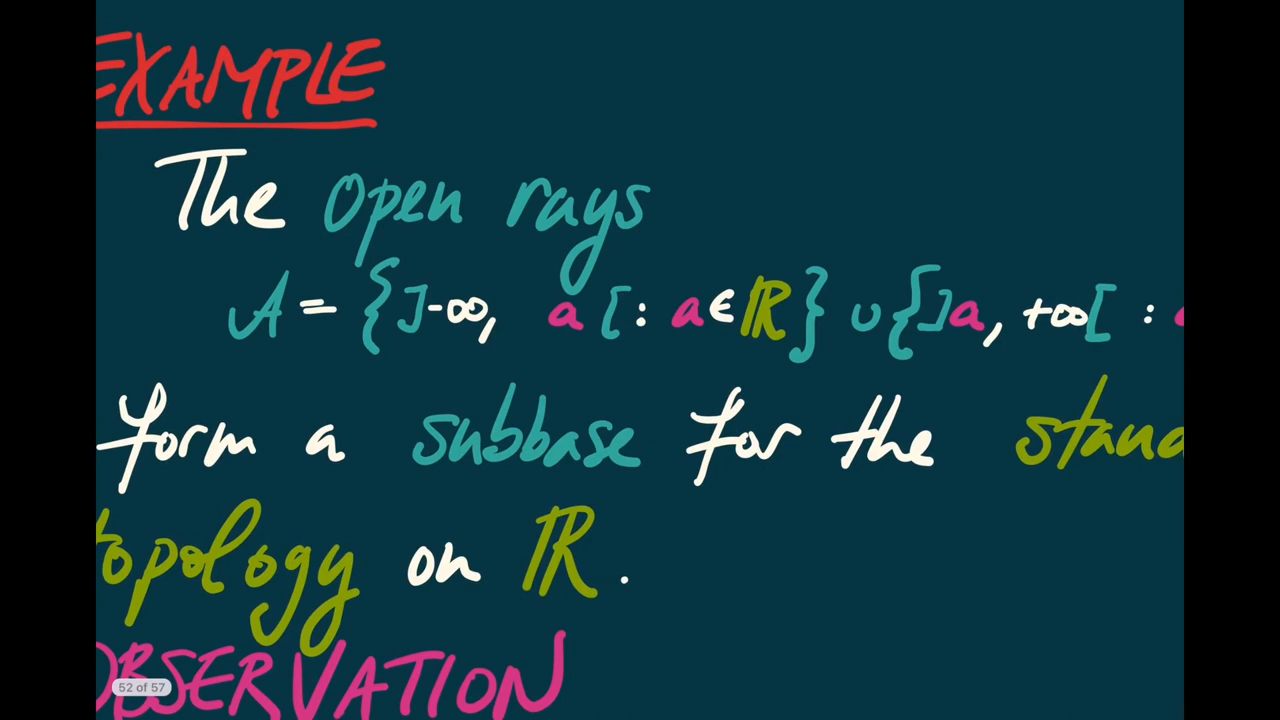 EXAMPLE
The open rays
𝒜 = {]-∞, a[ : a ∈ ℝ} ∪ {]a, +∞[ :
form a subbase for the stand
topology on ℝ.
OBSERVATION
52 of 57